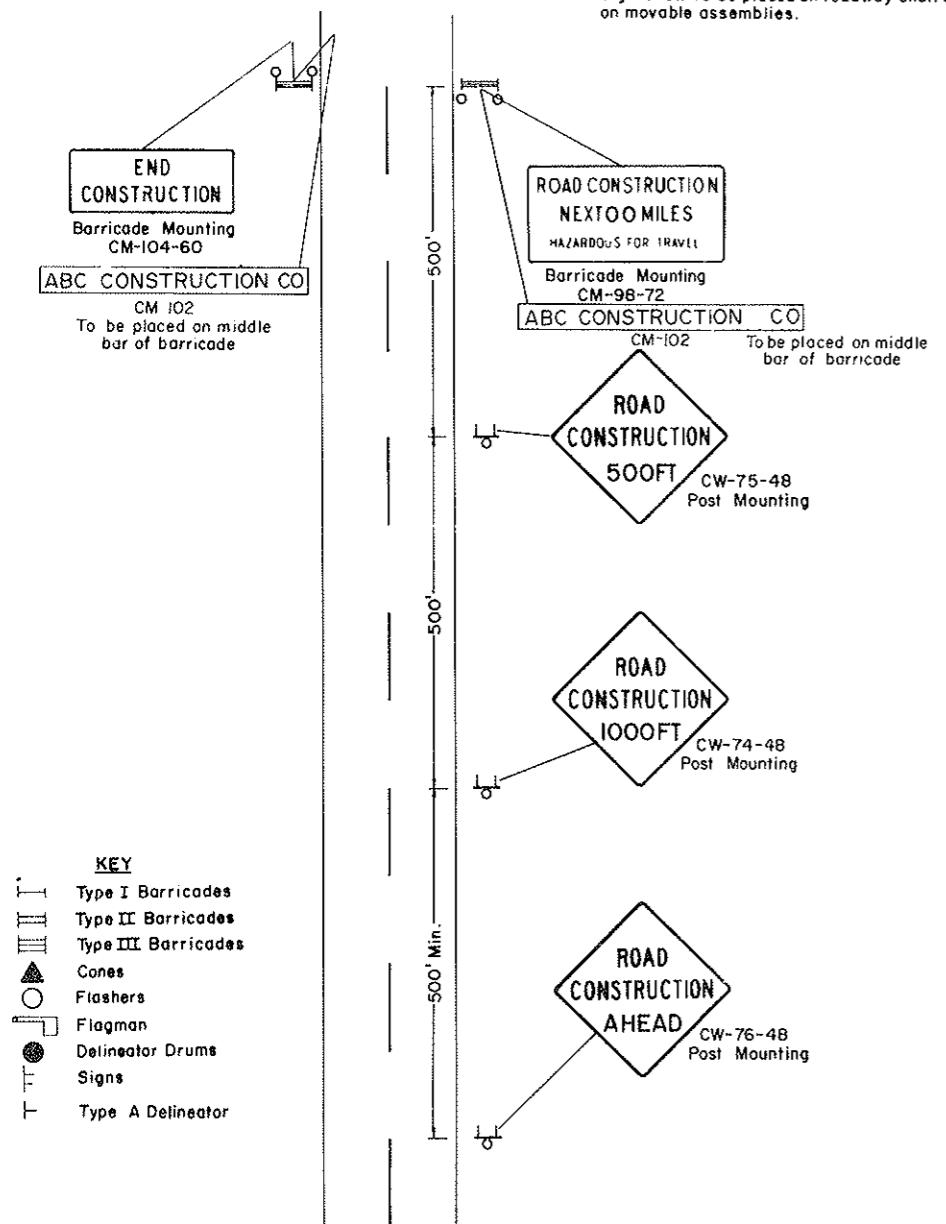 on movable assemblies.
END
CONSTRUCTION
Barricade Mounting
CM-104-60
ABC CONSTRUCTION CO
CM 102
To be placed on middle
bar of barricade
500'
ROAD CONSTRUCTION
NEXT 00 MILES
HAZARDOUS FOR TRAVEL
Barricade Mounting
CM-98-72
ABC CONSTRUCTION CO
CM-102
To be placed on middle
bar of barricade
ROAD
CONSTRUCTION
500FT
CW-75-48
Post Mounting
500'
ROAD
CONSTRUCTION
1000FT
CW-74-48
Post Mounting
500' Min.
ROAD
CONSTRUCTION
AHEAD
CW-76-48
Post Mounting
KEY
Type I Barricades
Type II Barricades
Type III Barricades
Cones
Flashers
Flagman
Delineator Drums
Signs
Type A Delineator